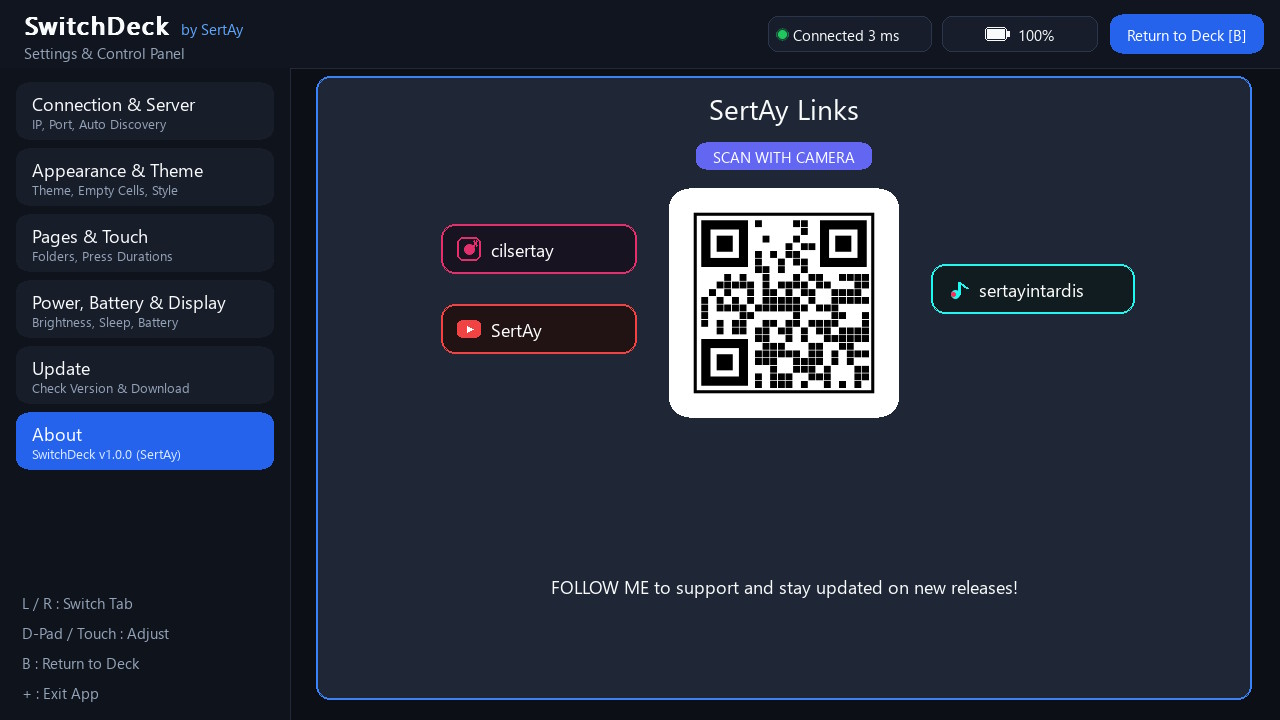 SwitchDeck by SertAy
Settings & Control Panel
Connected 3 ms
100%
Return to Deck [B]
Connection & Server
IP, Port, Auto Discovery
Appearance & Theme
Theme, Empty Cells, Style
Pages & Touch
Folders, Press Durations
Power, Battery & Display
Brightness, Sleep, Battery
Update
Check Version & Download
About
SwitchDeck v1.0.0 (SertAy)
L / R : Switch Tab
D-Pad / Touch : Adjust
B : Return to Deck
+ : Exit App
SertAy Links
SCAN WITH CAMERA
cilsertay
SertAy
sertayintardis
FOLLOW ME to support and stay updated on new releases!